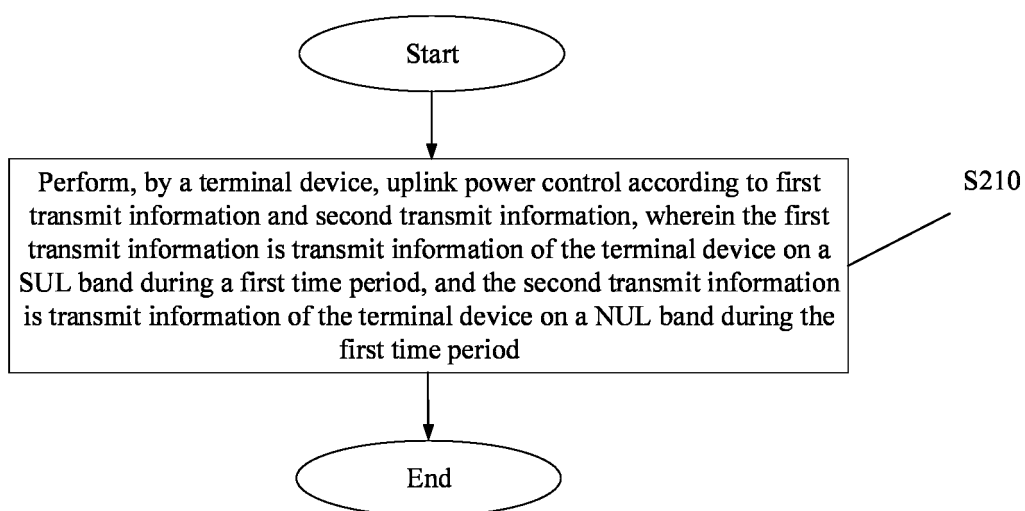 Start
Perform, by a terminal device, uplink power control according to first
transmit information and second transmit information, wherein the first
transmit information is transmit information of the terminal device on a
SUL band during a first time period, and the second transmit information
is transmit information of the terminal device on a NUL band during the
first time period
S210
End